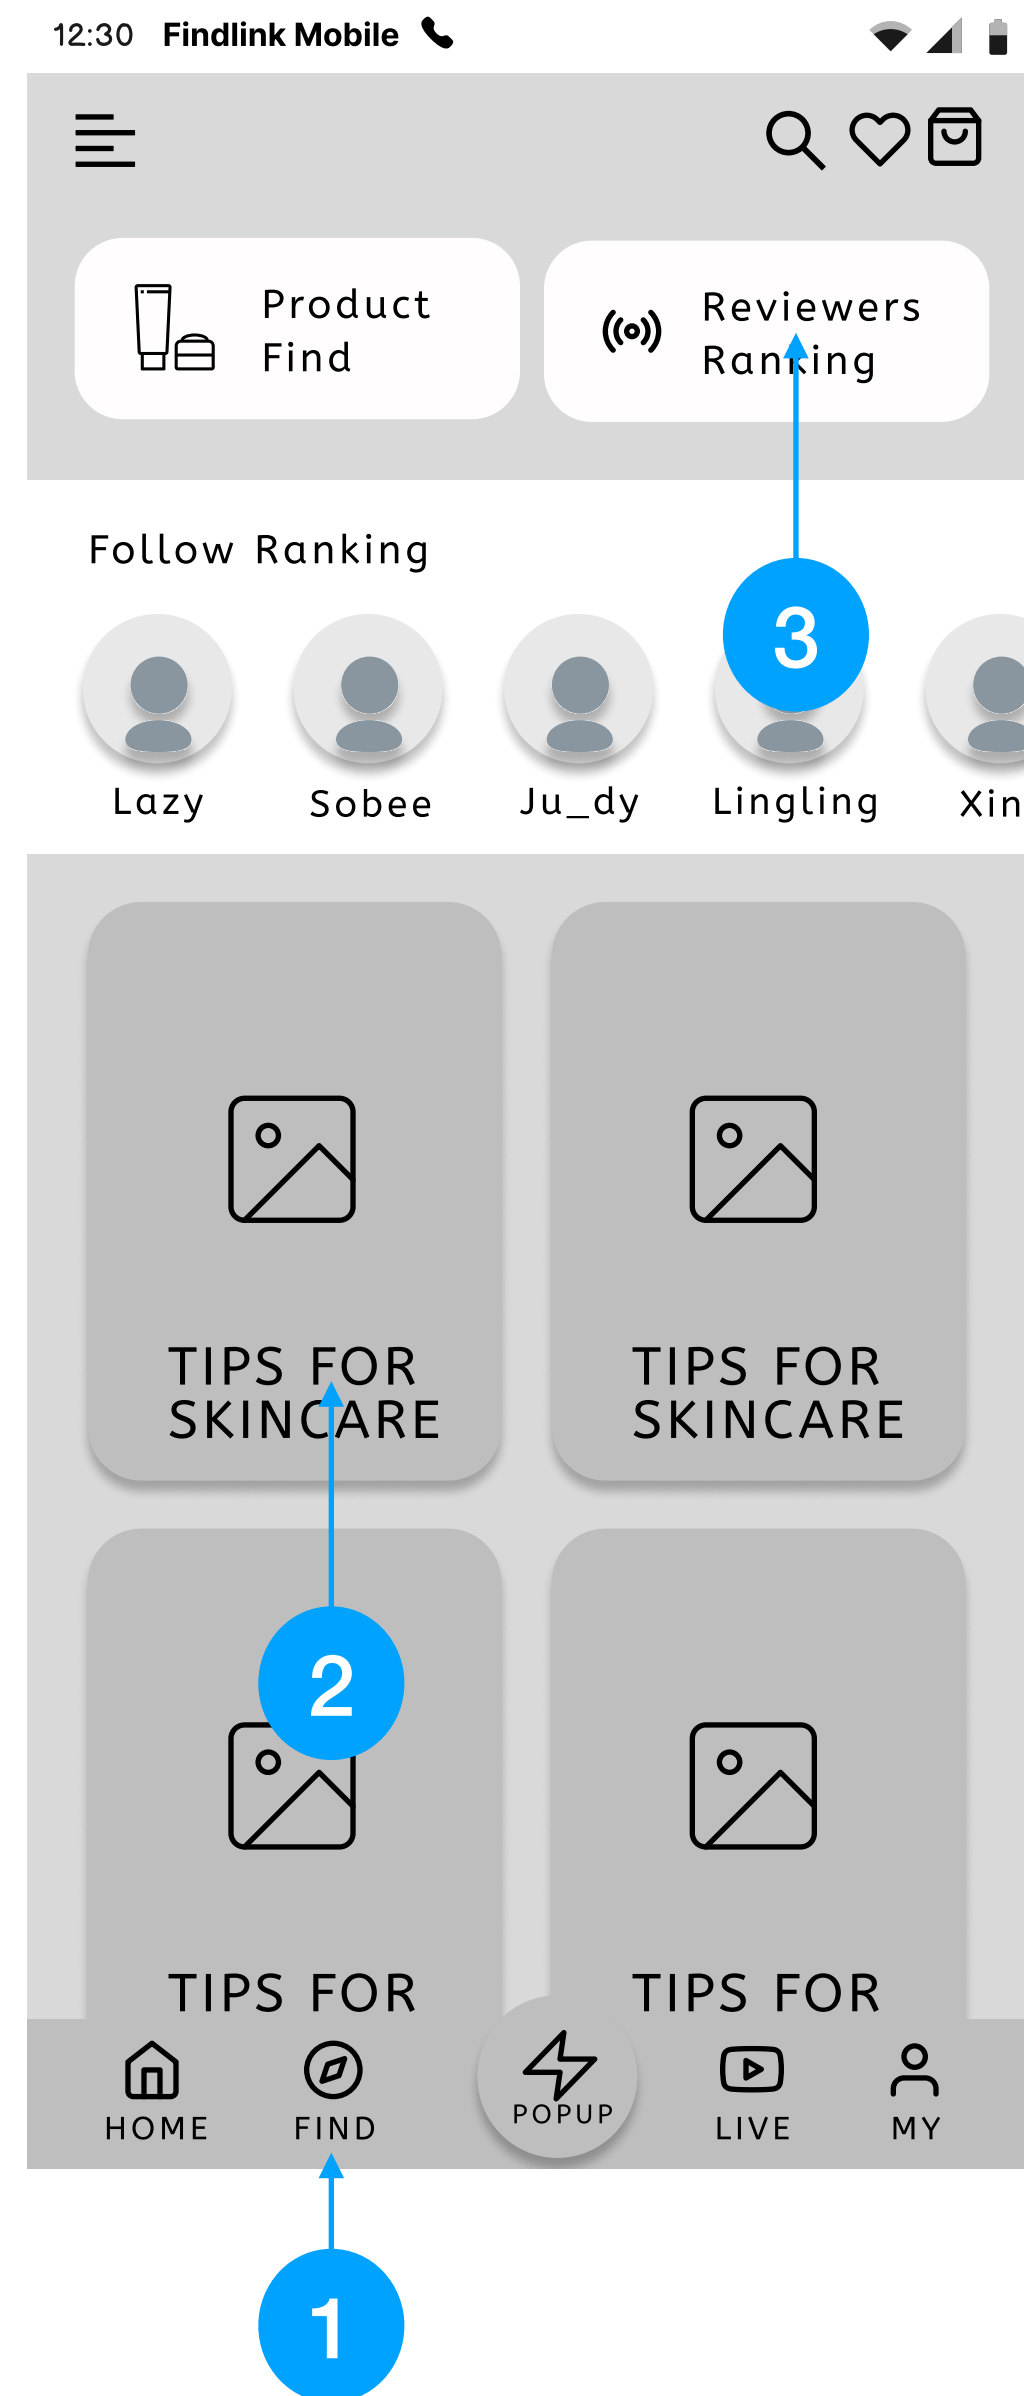 12:30 Findlink Mobile
Product
Find
Reviewers
Ranking
Follow Ranking
3
Lazy Sobee Ju_dy Lingling Xin
TIPS FOR
SKINCARE
TIPS FOR
SKINCARE
2
TIPS FOR
TIPS FOR
HOME FIND POPUP LIVE MY
1